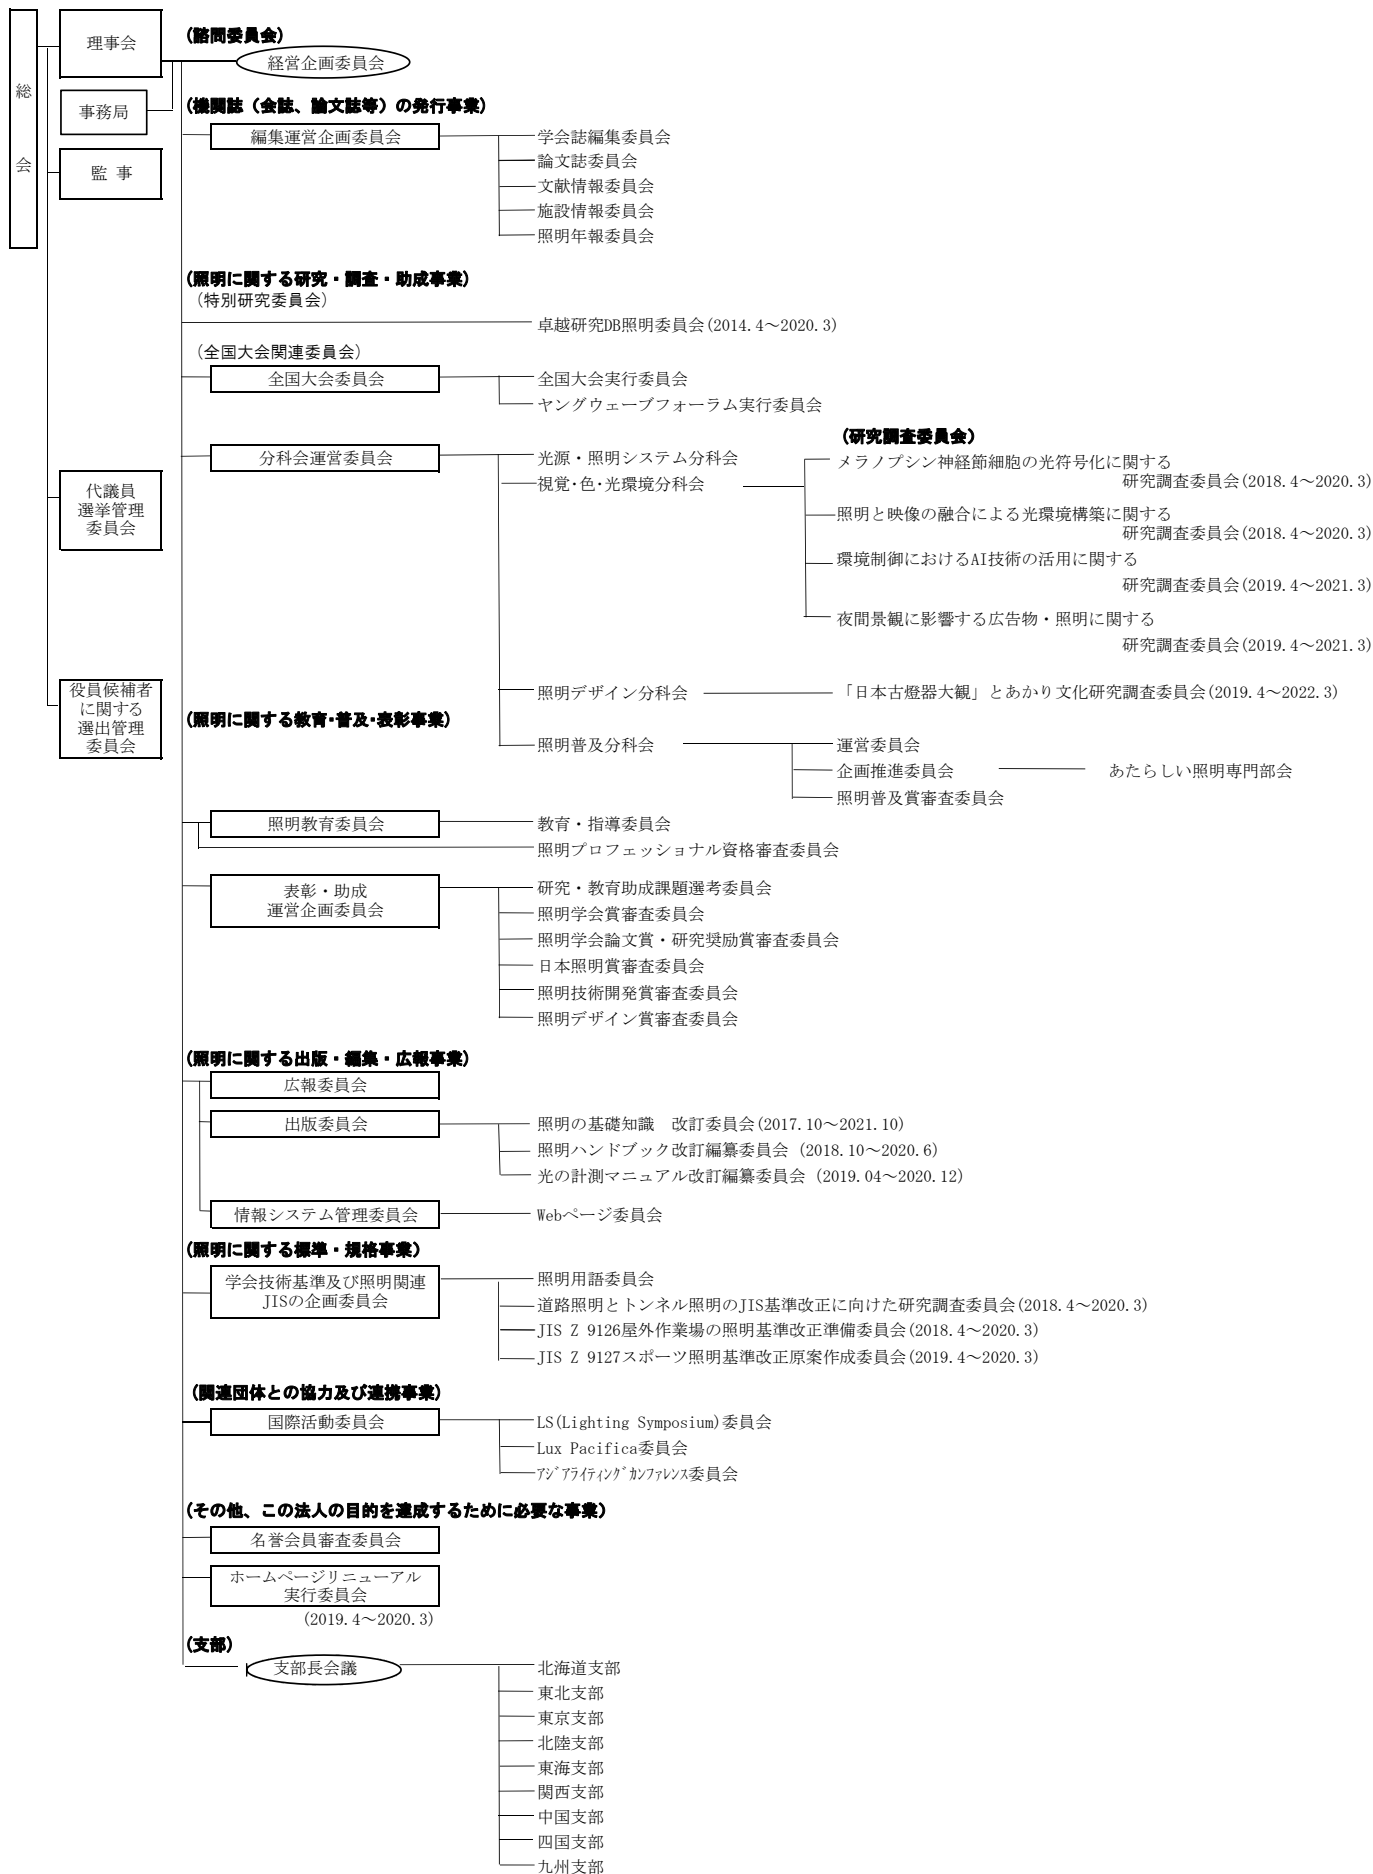 総
会
理事会
(諮問委員会)
経営企画委員会
事務局
(機関誌（会誌、論文誌等）の発行事業)
編集運営企画委員会
学会誌編集委員会
論文誌委員会
文献情報委員会
施設情報委員会
照明年報委員会
監 事
(照明に関する研究・調査・助成事業)
（特別研究委員会）
卓越研究DB照明委員会(2014.4～2020.3)
（全国大会関連委員会）
全国大会委員会
全国大会実行委員会
ヤングウェーブフォーラム実行委員会
分科会運営委員会
光源・照明システム分科会
視覚・色・光環境分科会
(研究調査委員会)
メラノプシン神経節細胞の光符号化に関する
研究調査委員会(2018.4～2020.3)
照明と映像の融合による光環境構築に関する
研究調査委員会(2018.4～2020.3)
環境制御におけるAI技術の活用に関する
研究調査委員会(2019.4～2021.3)
夜間景観に影響する広告物・照明に関する
研究調査委員会(2019.4～2021.3)
代議員
選挙管理
委員会
役員候補者
に関する
選出管理
委員会
照明デザイン分科会
「日本古燈器大観」とあかり文化研究調査委員会(2019.4～2022.3)
(照明に関する教育・普及・表彰事業)
照明普及分科会
運営委員会
企画推進委員会
あたらしい照明専門部会
照明普及賞審査委員会
照明教育委員会
教育・指導委員会
照明プロフェッショナル資格審査委員会
表彰・助成
運営企画委員会
研究・教育助成課題選考委員会
照明学会賞審査委員会
照明学会論文賞・研究奨励賞審査委員会
日本照明賞審査委員会
照明技術開発賞審査委員会
照明デザイン賞審査委員会
(照明に関する出版・編集・広報事業)
広報委員会
出版委員会
照明の基礎知識　改訂委員会(2017.10～2021.10)
照明ハンドブック改訂編纂委員会 (2018.10～2020.6)
光の計測マニュアル改訂編纂委員会 (2019.04～2020.12)
情報システム管理委員会
Webページ委員会
(照明に関する標準・規格事業)
学会技術基準及び照明関連
JISの企画委員会
照明用語委員会
道路照明とトンネル照明のJIS基準改正に向けた研究調査委員会(2018.4～2020.3)
JIS Z 9126屋外作業場の照明基準改正準備委員会(2018.4～2020.3)
JIS Z 9127スポーツ照明基準改正原案作成委員会(2019.4～2020.3)
(関連団体との協力及び連携事業)
国際活動委員会
LS(Lighting Symposium)委員会
Lux Pacifica委員会
ｱｼﾞｱﾗｲﾃｨﾝｸﾞｶﾝﾌｧﾚﾝｽ委員会
(その他、この法人の目的を達成するために必要な事業)
名誉会員審査委員会
ホームページリニューアル
実行委員会
(2019.4～2020.3)
(支部)
支部長会議
北海道支部
東北支部
東京支部
北陸支部
東海支部
関西支部
中国支部
四国支部
九州支部